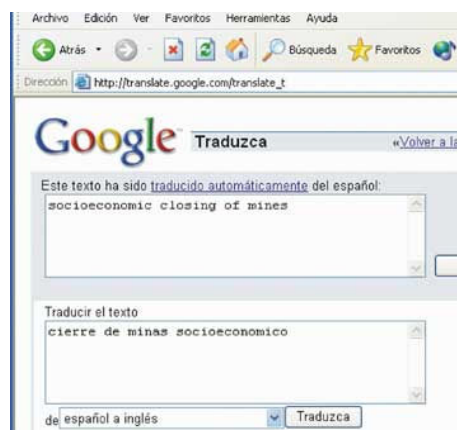 Archivo Edición Ver Favoritos Herramientas Ayuda
Atrás Búsqueda Favoritos
Dirección http://translate.google.com/translate_t
Google Traduzca «Volver a la
Este texto ha sido traducido automáticamente del español:
socioeconomic closing of mines
Traducir el texto
cierre de minas socioeconomico
de español a inglés Traduzca